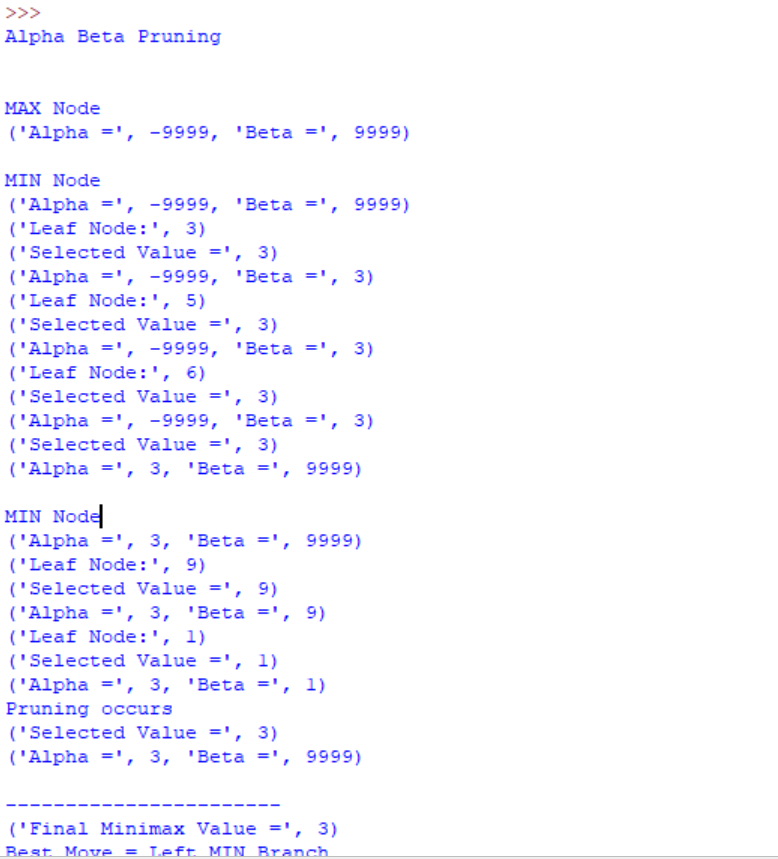 >>>
Alpha Beta Pruning
MAX Node
('Alpha =', -9999, 'Beta =', 9999)
MIN Node
('Alpha =', -9999, 'Beta =', 9999)
('Leaf Node:', 3)
('Selected Value =', 3)
('Alpha =', -9999, 'Beta =', 3)
('Leaf Node:', 5)
('Selected Value =', 3)
('Alpha =', -9999, 'Beta =', 3)
('Leaf Node:', 6)
('Selected Value =', 3)
('Alpha =', -9999, 'Beta =', 3)
('Selected Value =', 3)
('Alpha =', 3, 'Beta =', 9999)
MIN Node
('Alpha =', 3, 'Beta =', 9999)
('Leaf Node:', 9)
('Selected Value =', 9)
('Alpha =', 3, 'Beta =', 9)
('Leaf Node:', 1)
('Selected Value =', 1)
('Alpha =', 3, 'Beta =', 1)
Pruning occurs
('Selected Value =', 3)
('Alpha =', 3, 'Beta =', 9999)
-----------------------
('Final Minimax Value =', 3)
Best Move = Left MIN Branch